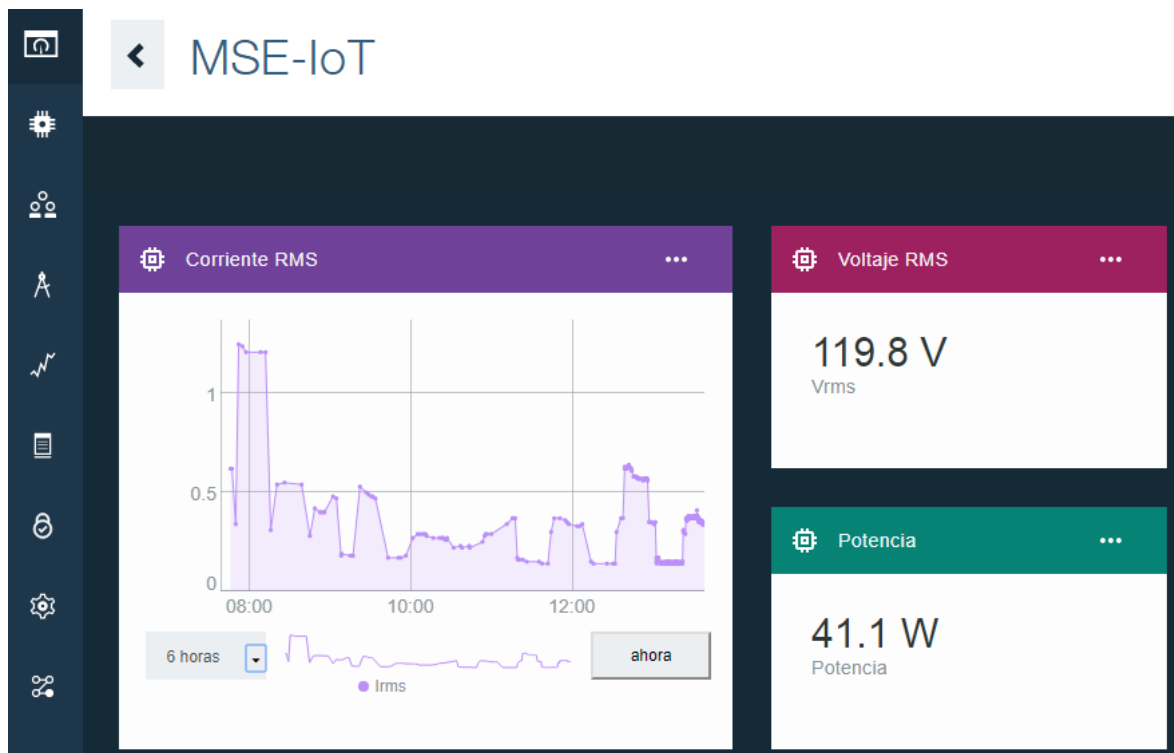 MSE-IoT
Corriente RMS
1
0.5
0
08:00 10:00 12:00
6 horas
ahora
Irms
Voltaje RMS
119.8 V
Vrms
Potencia
41.1 W
Potencia